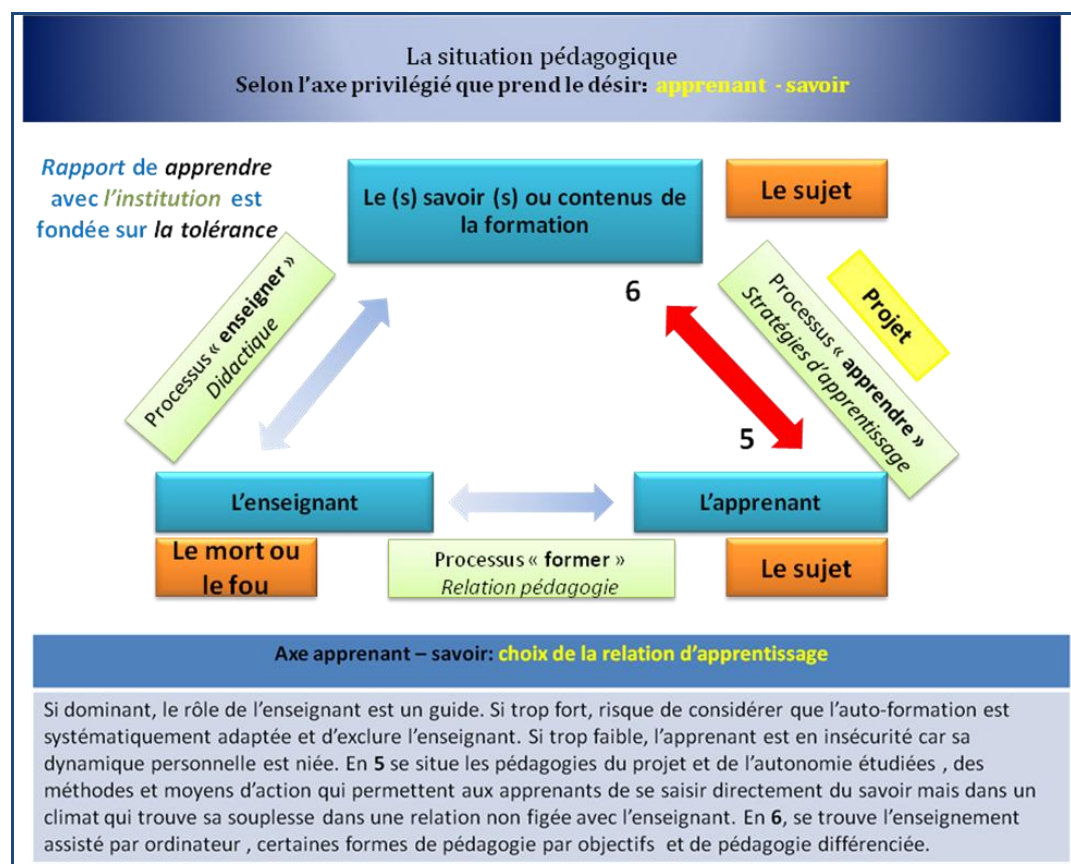 La situation pédagogique
Selon l'axe privilégié que prend le désir: apprenant - savoir
Rapport de apprendre
avec l'institution est
fondée sur la tolérance
Le (s) savoir (s) ou contenus de
la formation
Le sujet
Processus « enseigner »
Didactique
6
Projet
Processus « apprendre »
Stratégies d'apprentissage
5
L'enseignant
L'apprenant
Le mort ou
le fou
Processus « former »
Relation pédagogie
Le sujet
Axe apprenant – savoir: choix de la relation d'apprentissage
Si dominant, le rôle de l'enseignant est un guide. Si trop fort, risque de considérer que l'auto-formation est
systématiquement adaptée et d'exclure l'enseignant. Si trop faible, l'apprenant est en insécurité car sa
dynamique personnelle est niée. En 5 se situe les pédagogies du projet et de l'autonomie étudiées , des
méthodes et moyens d'action qui permettent aux apprenants de se saisir directement du savoir mais dans un
climat qui trouve sa souplesse dans une relation non figée avec l'enseignant. En 6, se trouve l'enseignement
assisté par ordinateur , certaines formes de pédagogie par objectifs et de pédagogie différenciée.